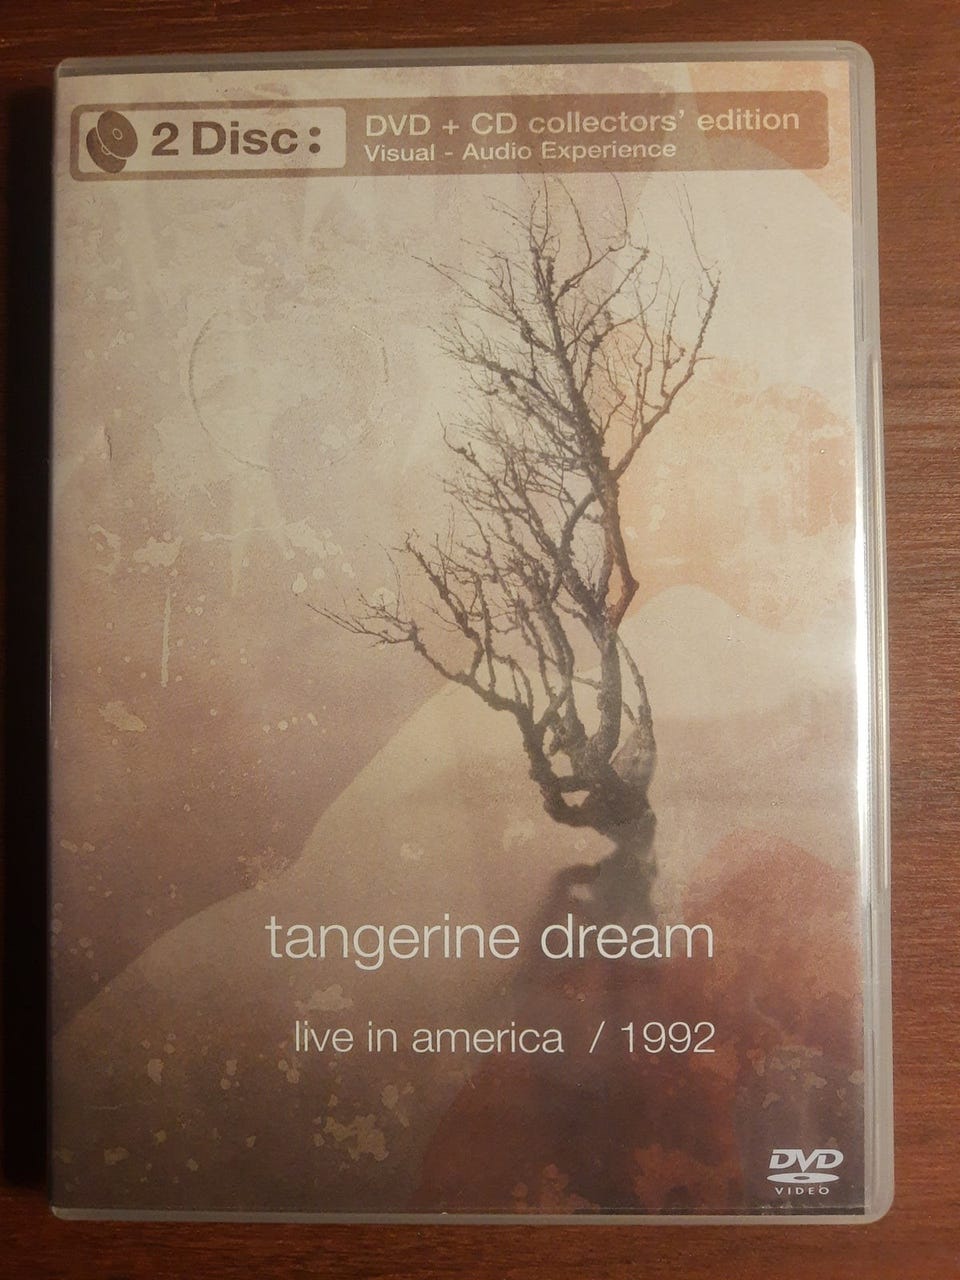 2 Disc:
DVD + CD collectors' edition
Visual - Audio Experience
tangerine dream
live in america / 1992
DVD
VIDEO